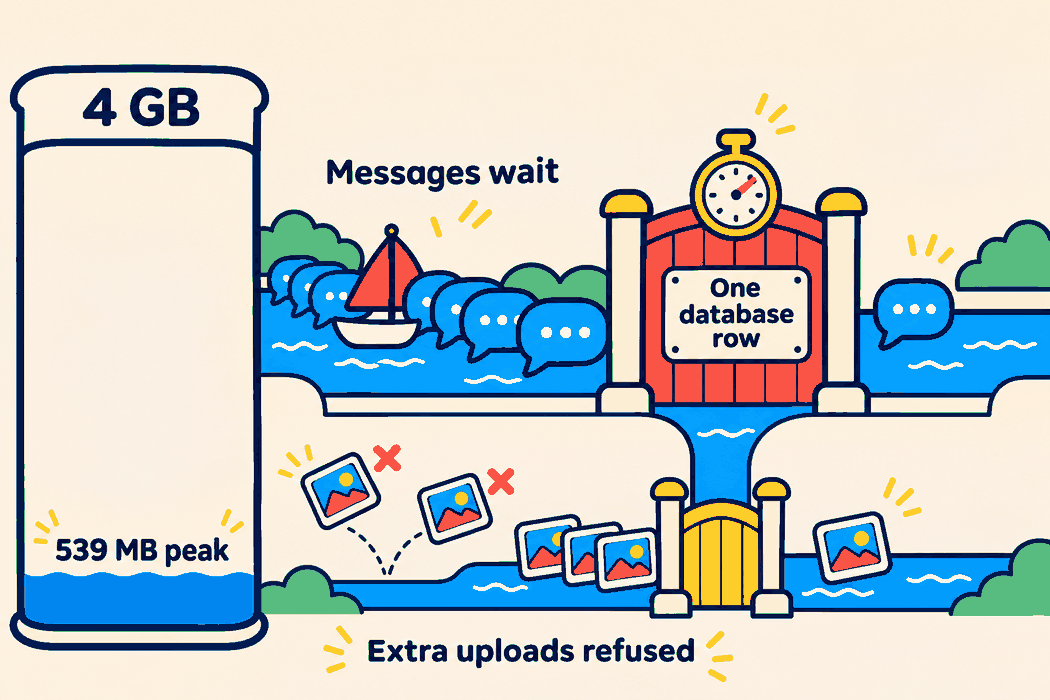 4 GB
Messages wait
One
database
row
539 MB peak
Extra uploads refused